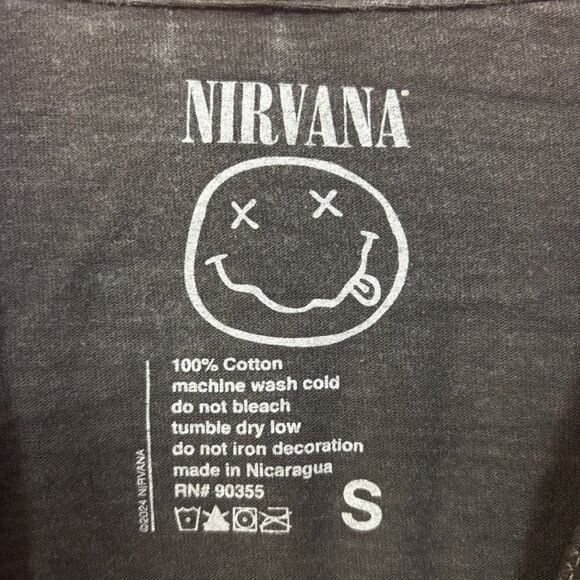 NIRVANA
100% Cotton
machine wash cold
do not bleach
tumble dry low
do not iron decoration
made in Nicaragua
RN# 90355
S
©2024 NIRVANA